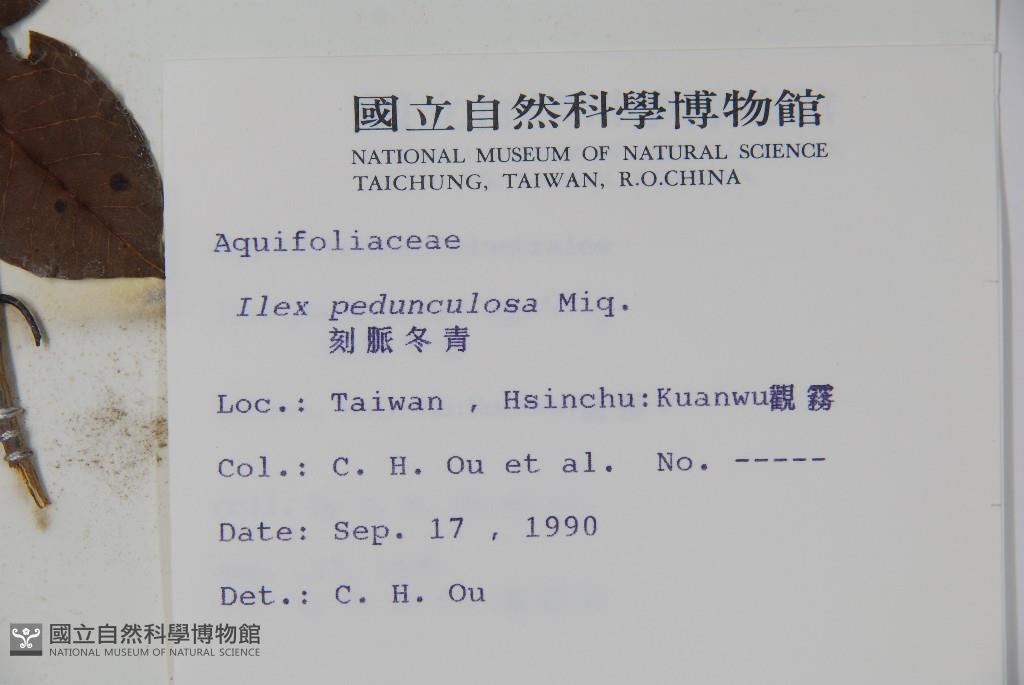 國立自然科學博物館
NATIONAL MUSEUM OF NATURAL SCIENCE
TAICHUNG, TAIWAN, R.O.CHINA
Aquifoliaceae
Ilex pedunculosa Miq.
刻脈冬青
Loc.: Taiwan , Hsinchu:Kuanwu觀霧
Col.: C. H. Ou et al. No. -----
Date: Sep. 17 , 1990
Det.: C. H. Ou
國立自然科學博物館
NATIONAL MUSEUM OF NATURAL SCIENCE